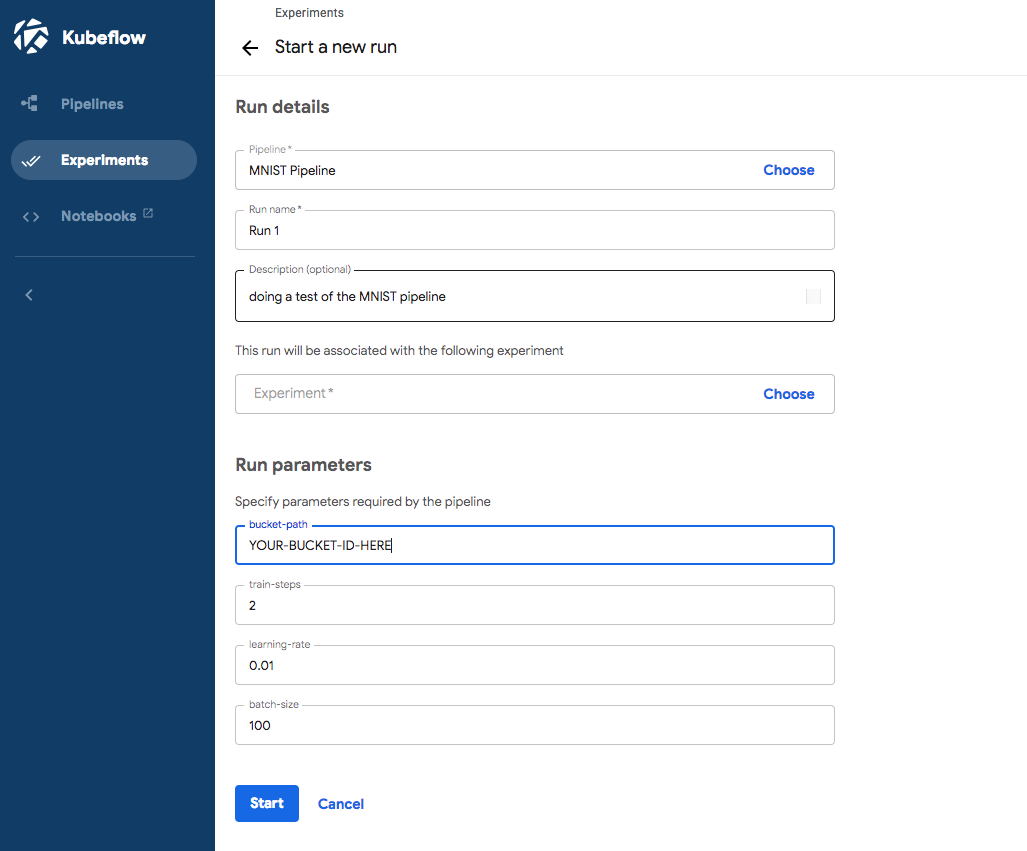 Kubeflow
Pipelines
Experiments
Notebooks
Experiments
Start a new run
Run details
Pipeline *
MNIST Pipeline
Choose
Run name *
Run 1
Description (optional)
doing a test of the MNIST pipeline
This run will be associated with the following experiment
Experiment *
Choose
Run parameters
Specify parameters required by the pipeline
bucket-path
YOUR-BUCKET-ID-HERE
train-steps
2
learning-rate
0.01
batch-size
100
Start
Cancel